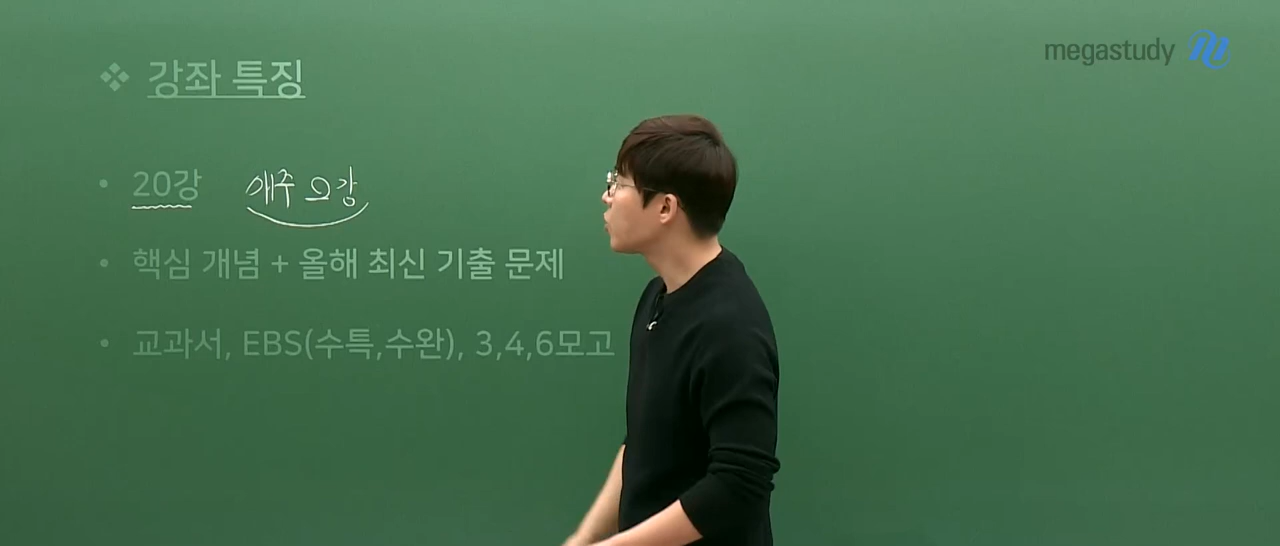 megastudy
❖ 강좌 특징
• 20강 매주 2강
• 핵심 개념 + 올해 최신 기출 문제
• 교과서, EBS(수특,수완), 3,4,6모고